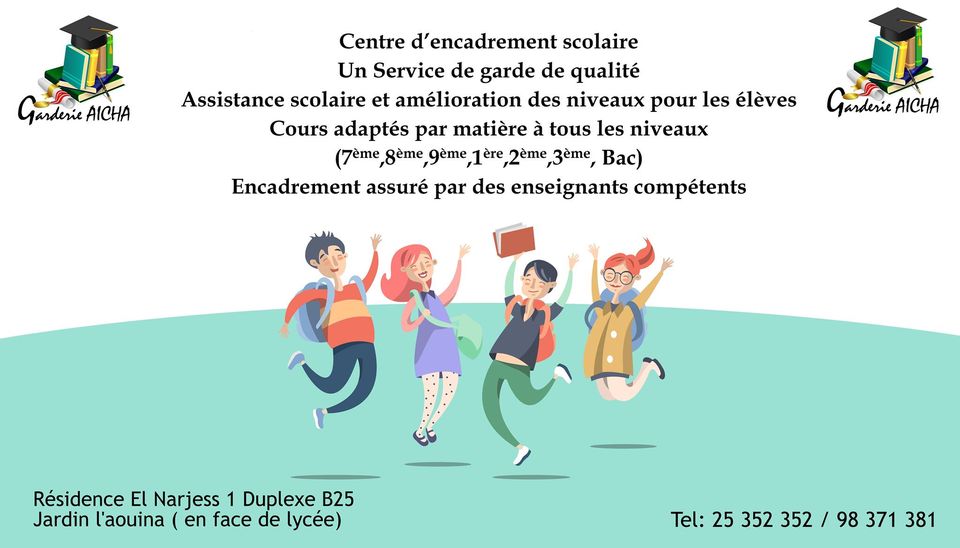 Centre d’encadrement scolaire
Un Service de garde de qualité
Assistance scolaire et amélioration des niveaux pour les élèves
Cours adaptés par matière à tous les niveaux
(7ème,8ème,9ème,1ère,2ème,3ème, Bac)
Encadrement assuré par des enseignants compétents
Garderie AICHA
Garderie AICHA
Résidence El Narjess 1 Duplexe B25
Jardin l'aouina ( en face de lycée)
Tel: 25 352 352 / 98 371 381